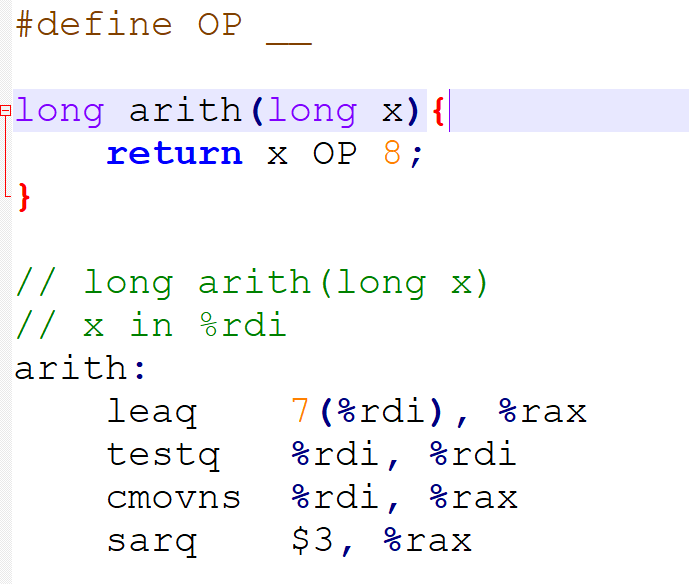 #define OP __
long arith(long x){
return x OP 8;
}
// long arith(long x)
// x in %rdi
arith:
leaq 7(%rdi), %rax
testq %rdi, %rdi
cmovns %rdi, %rax
sarq $3, %rax